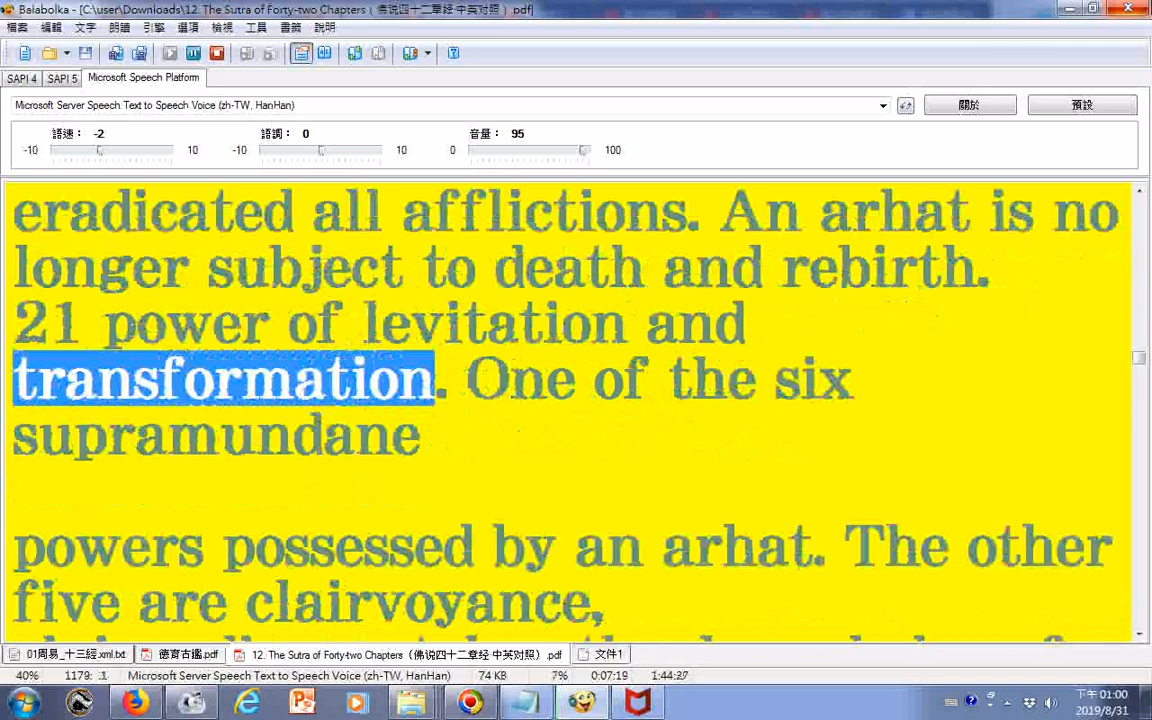 Balabolka - [C:\user\Downloads\12. The Sutra of Forty-two Chapters（佛说四十二章经·中英对照）.pdf]
檔案 編輯 文字 朗讀 引擎 選項 檢視 工具 書籤 說明
SAPI 4 SAPI 5 Microsoft Speech Platform
Microsoft Server Speech Text to Speech Voice (zh-TW, HanHan) 關於 預設
語速： -2 語調： 0 音量： 95
-10 10 -10 10 0 100
eradicated all afflictions. An arhat is no
longer subject to death and rebirth.
21 power of levitation and
transformation. One of the six
supramundane
powers possessed by an arhat. The other
five are clairvoyance,
01周易_十三經.xml.txt 德育古鑑.pdf 12. The Sutra of Forty-two Chapters（佛说四十二章经·中英对照）.pdf 文件1
40% 1179: .1 Microsoft Server Speech Text to Speech Voice (zh-TW, HanHan) 74 KB 7% 0:07:19 1:44:27
下午 01:00
2019/8/31